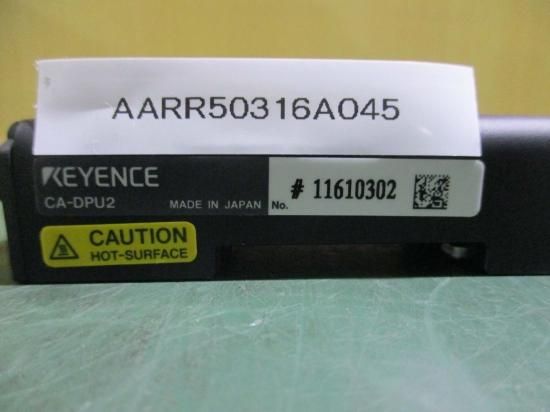 AARR50316A045
KEYENCE
CA-DPU2
MADE IN JAPAN No. # 11610302
CAUTION
HOT-SURFACE